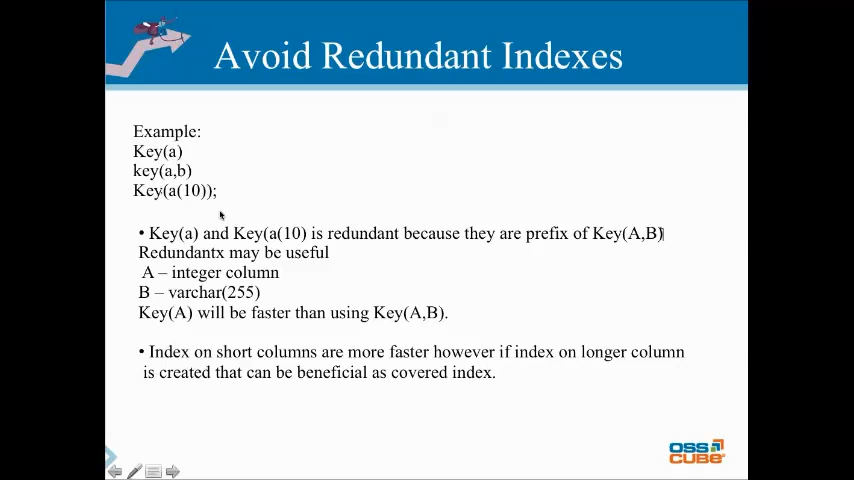 Avoid Redundant Indexes
Example:
Key(a)
key(a,b)
Key(a(10));
• Key(a) and Key(a(10) is redundant because they are prefix of Key(A,B)
Redundantx may be useful
A – integer column
B – varchar(255)
Key(A) will be faster than using Key(A,B).
• Index on short columns are more faster however if index on longer column
is created that can be beneficial as covered index.
OSS
CUBE